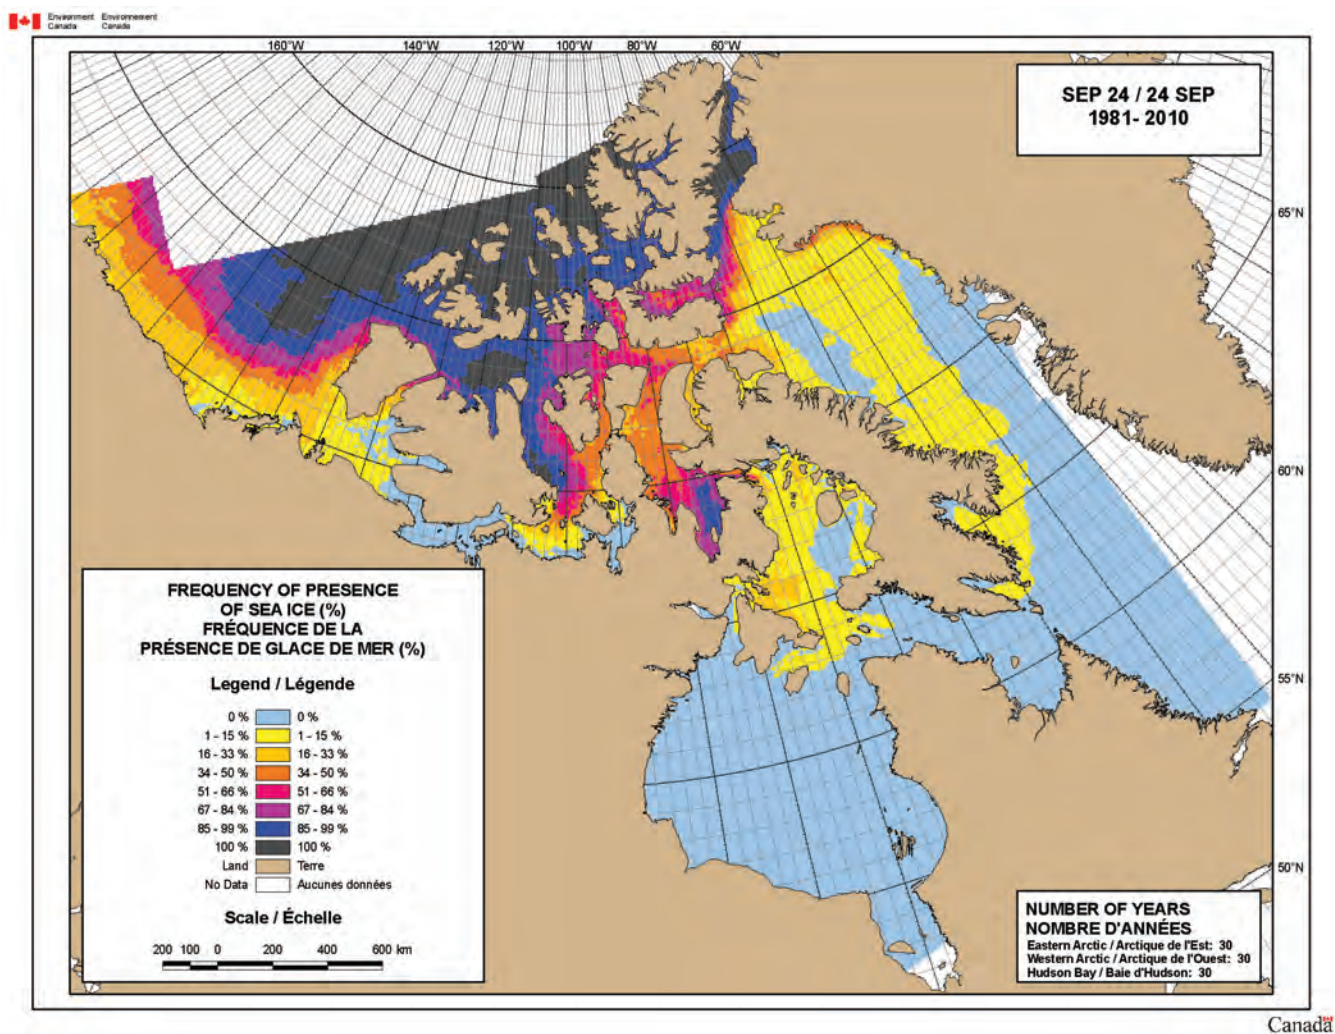 Environment Environnement
Canada Canada
160°W 140°W 120°W 100°W 80°W 60°W
SEP 24 / 24 SEP
1981- 2010
65°N
60°N
55°N
50°N
FREQUENCY OF PRESENCE
OF SEA ICE (%)
FRÉQUENCE DE LA
PRÉSENCE DE GLACE DE MER (%)
Legend / Légende
0 % 0 %
1 - 15 % 1 - 15 %
16 - 33 % 16 - 33 %
34 - 50 % 34 - 50 %
51 - 66 % 51 - 66 %
67 - 84 % 67 - 84 %
85 - 99 % 85 - 99 %
100 % 100 %
Land Terre
No Data Aucunes données
Scale / Échelle
200 100 0 200 400 600 km
NUMBER OF YEARS
NOMBRE D'ANNÉES
Eastern Arctic / Arctique de l'Est: 30
Western Arctic / Arctique de l'Ouest: 30
Hudson Bay / Baie d'Hudson: 30
Canada